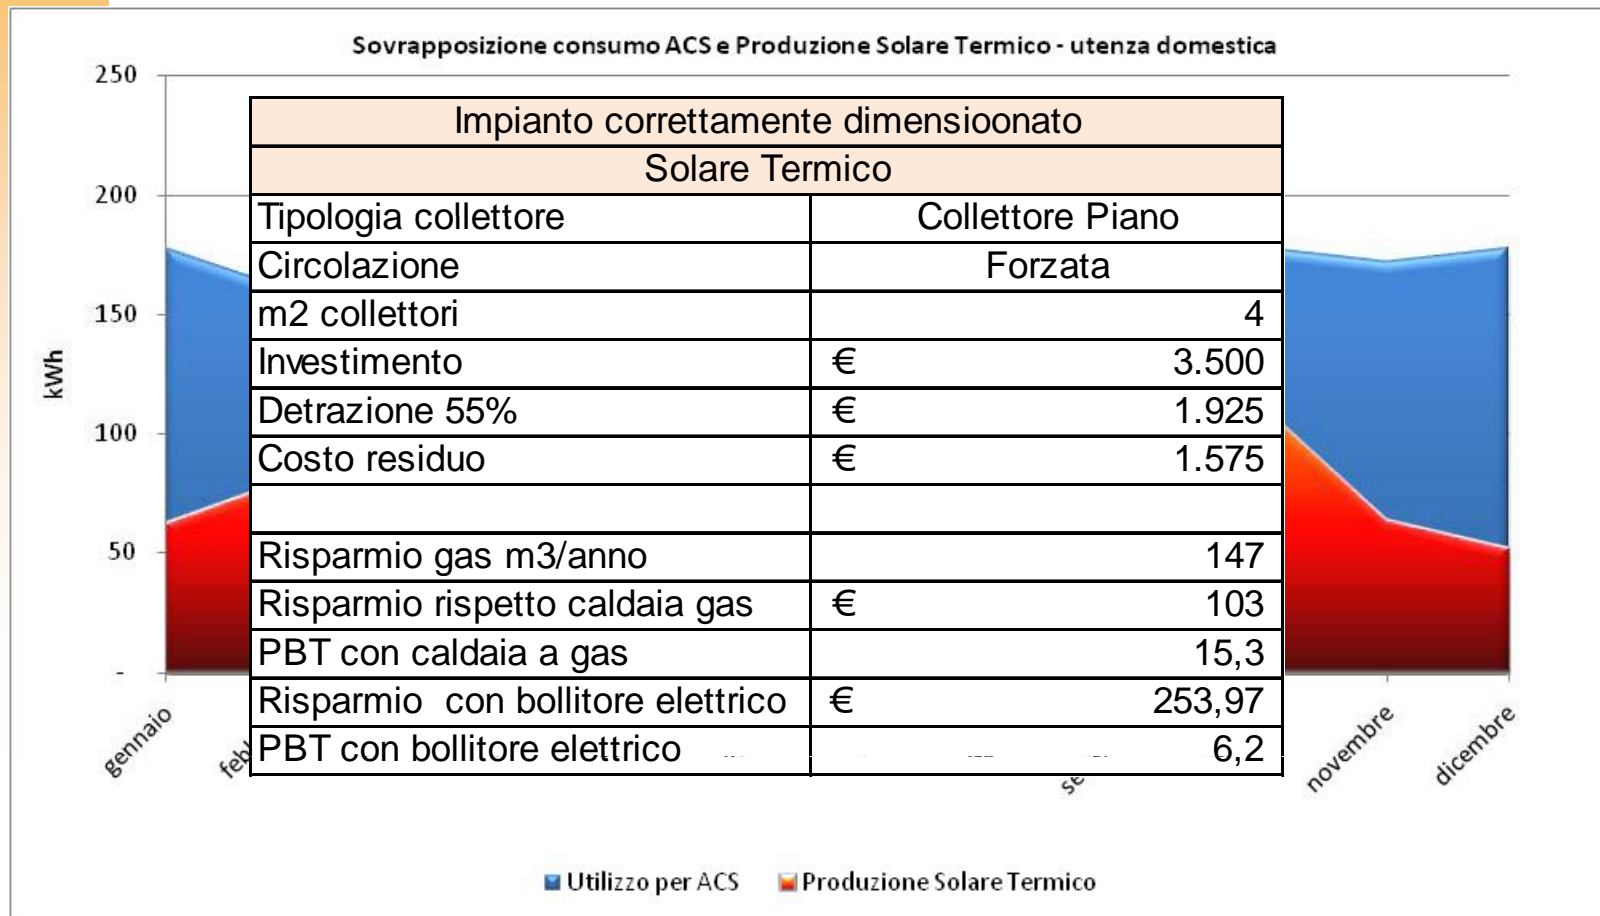 Sovrapposizione consumo ACS e Produzione Solare Termico - utenza domestica
250
200
150
100
50
-
kWh
Impianto correttamente dimensioonato
Solare Termico
Tipologia collettore Collettore Piano
Circolazione Forzata
m2 collettori 4
Investimento € 3.500
Detrazione 55% € 1.925
Costo residuo € 1.575
Risparmio gas m3/anno 147
Risparmio rispetto caldaia gas € 103
PBT con caldaia a gas 15,3
Risparmio con bollitore elettrico € 253,97
PBT con bollitore elettrico 6,2
gennaio
novembre
dicembre
Utilizzo per ACS
Produzione Solare Termico